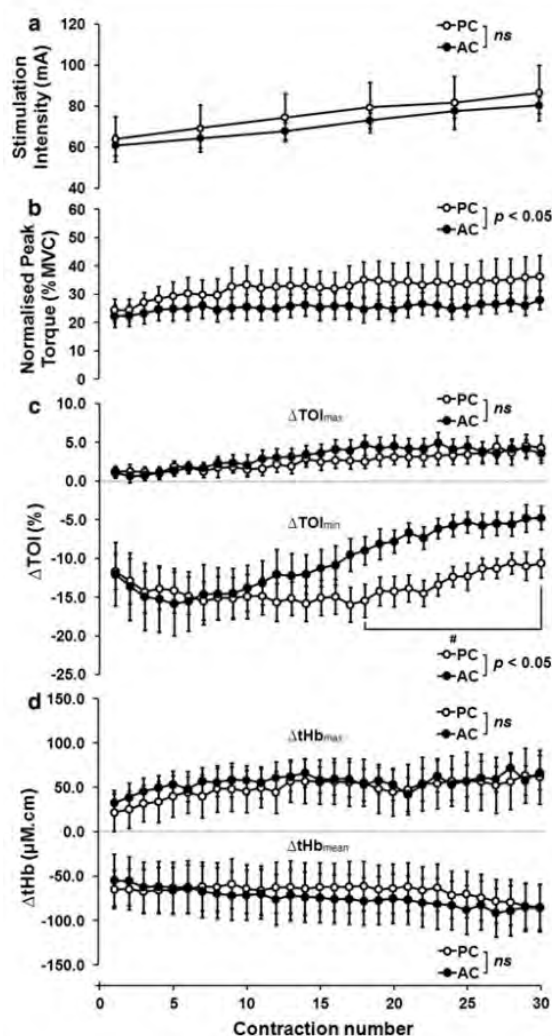 a
Stimulation
Intensity (mA)
120
100
80
60
40
PC
AC
ns
b
Normalised Peak
Torque (% MVC)
60
50
40
30
20
10
0
PC
AC
p < 0.05
c
ΔTOI (%)
10.0
5.0
0.0
-5.0
-10.0
-15.0
-20.0
-25.0
ΔTOImax
PC
AC
ns
ΔTOImin
#
PC
AC
p < 0.05
d
ΔtHb (µM.cm)
150.0
100.0
50.0
0.0
-50.0
-100.0
-150.0
ΔtHbmax
PC
AC
ns
ΔtHbmean
PC
AC
ns
0 5 10 15 20 25 30
Contraction number